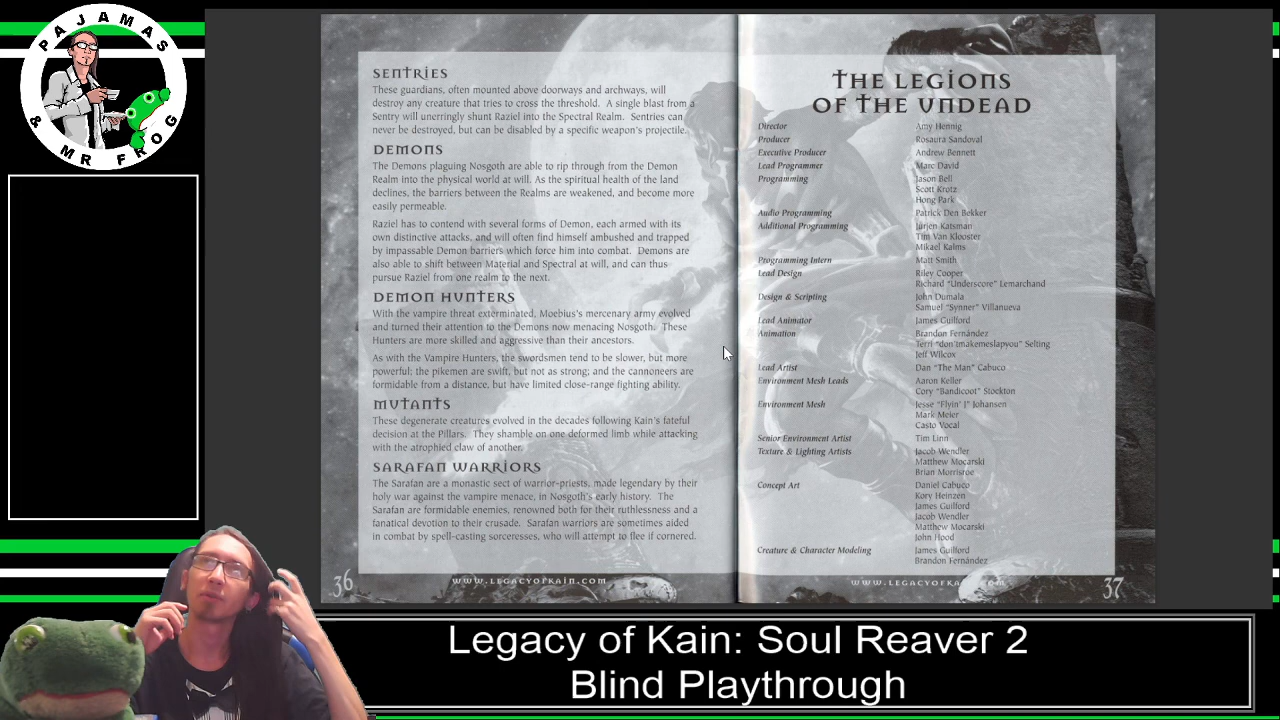 PAJAMAS
& MR FROG
SENTRIES
These guardians, often mounted above doorways and archways, will
destroy any creature that tries to cross the threshold. A single blast from a
Sentry will unerringly shunt Raziel into the Spectral Realm. Sentries can
never be destroyed, but can be disabled by a specific weapon's projectile.
DEMONS
The Demons plaguing Nosgoth are able to rip through from the Demon
Realm into the physical world at will. As the spiritual health of the land
declines, the barriers between the Realms are weakened, and become more
easily permeable.
Raziel has to contend with several forms of Demon, each armed with its
own distinctive attacks, and will often find himself ambushed and trapped
by impassable Demon barriers which force him into combat. Demons are
also able to shift between Material and Spectral at will, and can thus
pursue Raziel from one realm to the next.
DEMON HUNTERS
With the vampire threat exterminated, Moebius's mercenary army evolved
and turned their attention to the Demons now menacing Nosgoth. These
Hunters are more skilled and aggressive than their ancestors.
As with the Vampire Hunters, the swordsmen tend to be slower, but more
powerful; the pikemen are swift, but not as strong; and the cannoneers are
formidable from a distance, but have limited close-range fighting ability.
MUTANTS
These degenerate creatures evolved in the decades following Kain's fateful
decision at the Pillars. They shamble on one deformed limb while attacking
with the atrophied claw of another.
SARAFAN WARRIORS
The Sarafan are a monastic sect of warrior-priests, made legendary by their
holy war against the vampire menace, in Nosgoth's early history. The
Sarafan are formidable enemies, renowned both for their ruthlessness and a
fanatical devotion to their crusade. Sarafan warriors are sometimes aided
in combat by spell-casting sorceresses, who will attempt to flee if cornered.
36
WWW.LEGACYOFKAIN.COM
THE LEGIONS
OF THE UNDEAD
Director Amy Hennig
Producer Rosaura Sandoval
Executive Producer Andrew Bennett
Lead Programmer Marc David
Programming Jason Bell
Scott Krotz
Hong Park
Audio Programming Patrick Den Bekker
Additional Programming Jurjen Katsman
Tim Van Klooster
Mikael Kalms
Programming Intern Matt Smith
Lead Design Riley Cooper
Richard "Underscore" Lemarchand
Design & Scripting John Dumala
Samuel "Synner" Villanueva
Lead Animator James Guilford
Animation Brandon Fernández
Terri "don'tmakemeslapyou" Selting
Jeff Wilcox
Lead Artist Dan "The Man" Cabuco
Environment Mesh Leads Aaron Keller
Cory "Bandicoot" Stockton
Environment Mesh Jesse "Flyin' J" Johansen
Mark Meier
Casto Vocal
Senior Environment Artist Tim Linn
Texture & Lighting Artists Jacob Wendler
Matthew Mocarski
Brian Morrisroe
Concept Art Daniel Cabuco
Kory Heinzen
James Guilford
Jacob Wendler
Matthew Mocarski
John Hood
Creature & Character Modeling James Guilford
Brandon Fernández
37
Legacy of Kain: Soul Reaver 2
Blind Playthrough